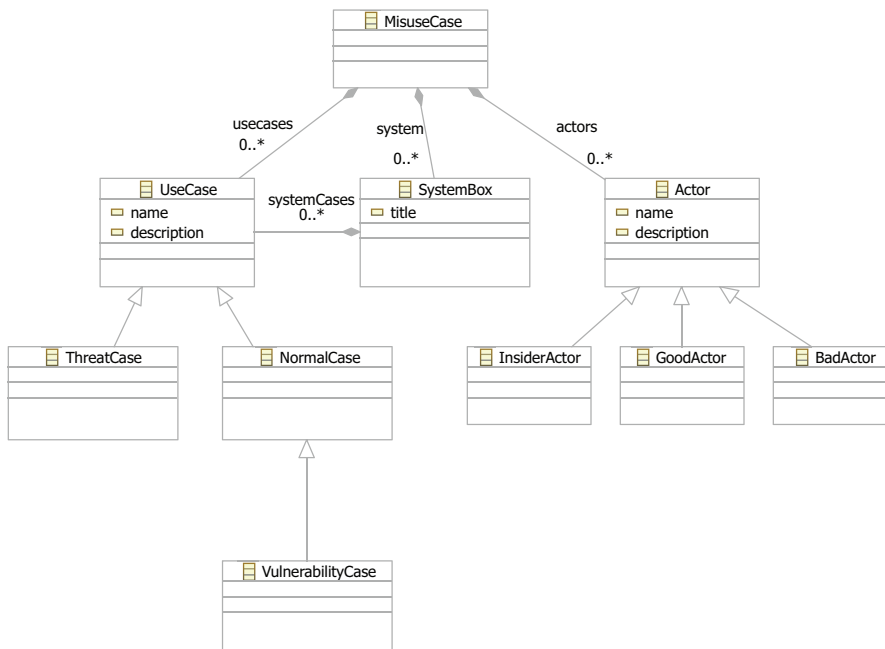 MisuseCase
usecases
0..*
system
0..*
actors
0..*
UseCase
name
description
systemCases
0..*
SystemBox
title
Actor
name
description
ThreatCase
NormalCase
InsiderActor
GoodActor
BadActor
VulnerabilityCase